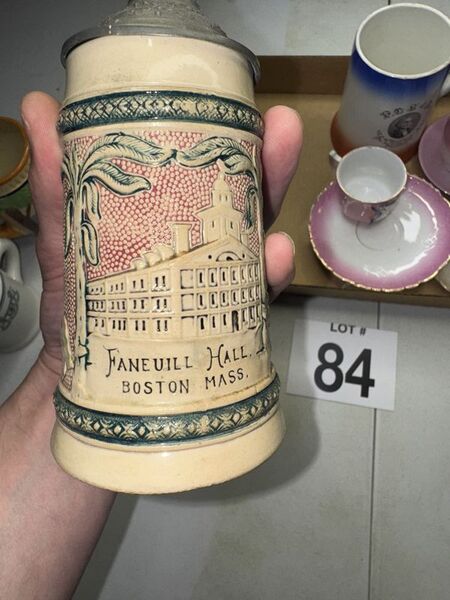 FANEUILL HALL.
BOSTON MASS.
LOT #
84